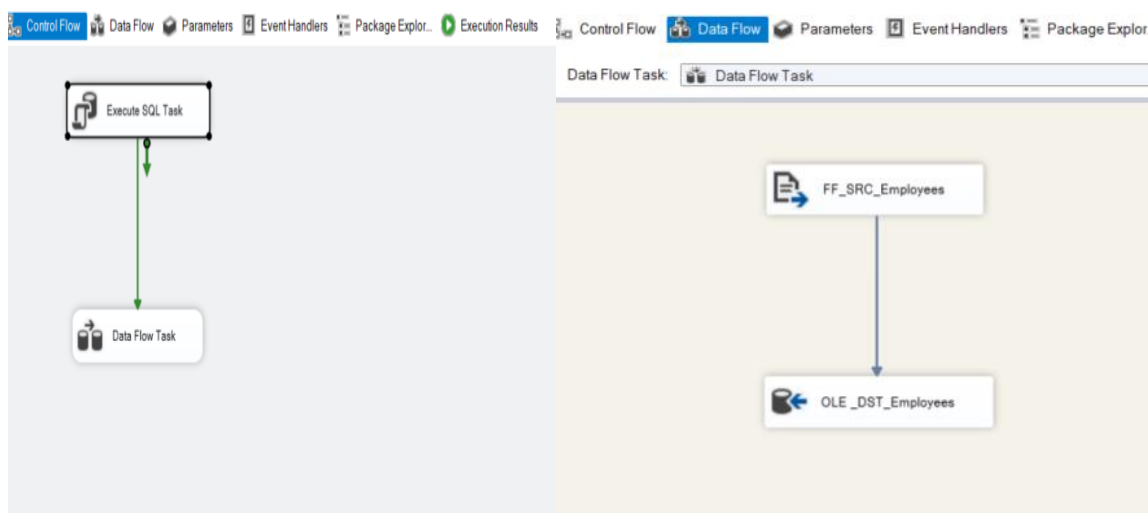 Control Flow Data Flow Parameters Event Handlers Package Explor... Execution Results
Execute SQL Task
Data Flow Task
Control Flow Data Flow Parameters Event Handlers Package Explor
Data Flow Task: Data Flow Task
FF_SRC_Employees
OLE _DST_Employees